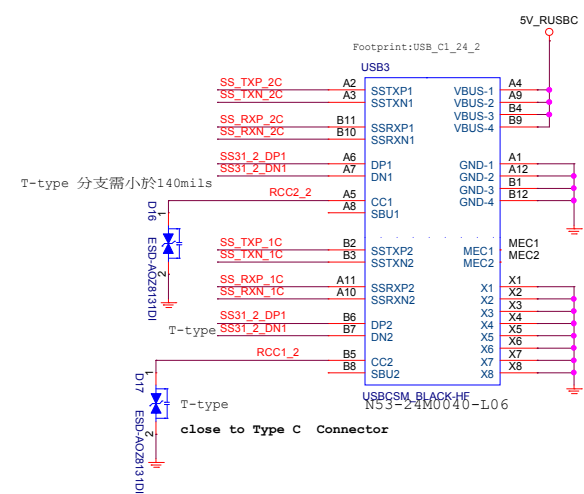 5V_RUSBC
Footprint:USB_C1_24_2
USB3
SS_TXP_2C A2 SSTXP1 VBUS-1 A4
SS_TXN_2C A3 SSTXN1 VBUS-2 A9
VBUS-3 B4
SS_RXP_2C B11 SSRXP1 VBUS-4 B9
SS_RXN_2C B10 SSRXN1
SS31_2_DP1 A6 DP1 GND-1 A1
SS31_2_DN1 A7 DN1 GND-2 A12
T-type 分支需小於140mils
GND-3 B1
RCC2_2 A5 CC1 GND-4 B12
A8 SBU1
D16
1
2
ESD-AOZ8131DI
SS_TXP_1C B2 SSTXP2 MEC1 MEC1
SS_TXN_1C B3 SSTXN2 MEC2 MEC2
SS_RXP_1C A11 SSRXP2 X1 X1
SS_RXN_1C A10 SSRXN2 X2 X2
X3 X3
SS31_2_DP1 B6 DP2 X4 X4
T-type SS31_2_DN1 B7 DN2 X5 X5
X6 X6
RCC1_2 B5 CC2 X7 X7
B8 SBU2 X8 X8
D17
1
2
ESD-AOZ8131DI
USBCSM_BLACK-HF
T-type
N53-24M0040-L06
close to Type C Connector